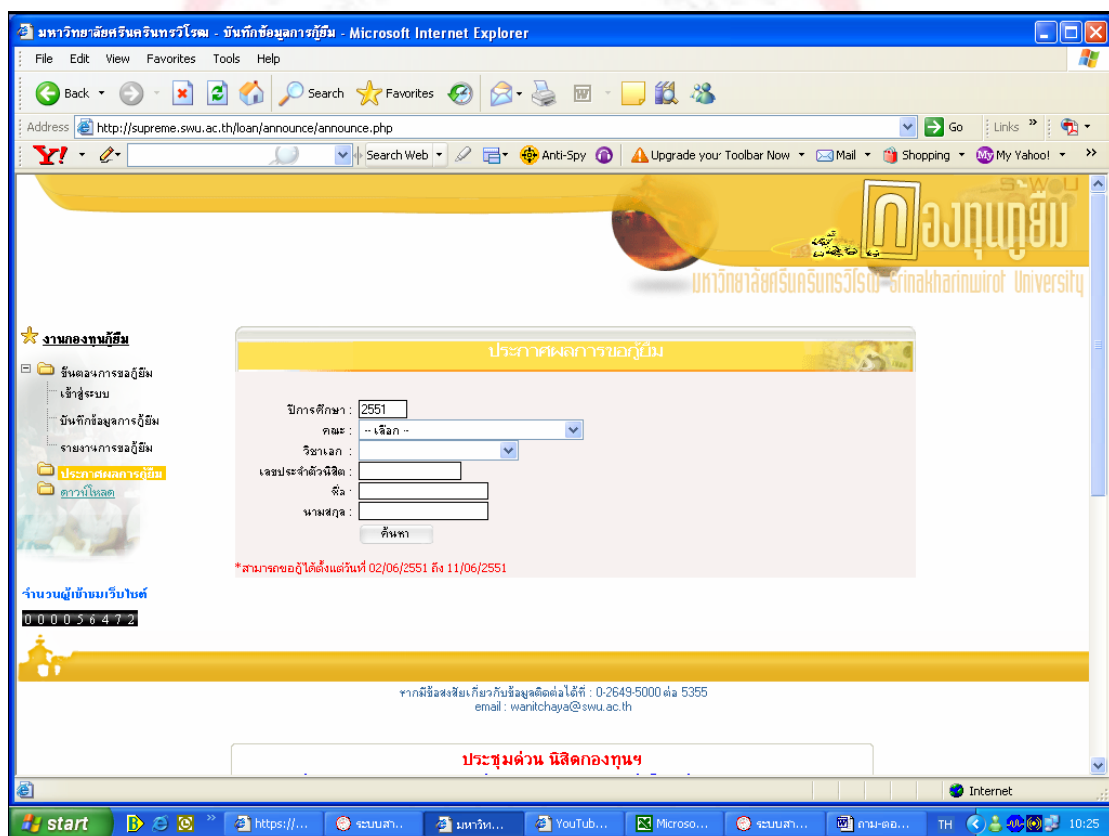 มหาวิทยาลัยศรีนครินทรวิโรฒ - บันทึกข้อมูลการกู้ยืม - Microsoft Internet Explorer
File Edit View Favorites Tools Help
Back Search Favorites
Address http://supreme.swu.ac.th/loan/announce/announce.php Go Links »
Y! Search Web Anti-Spy Upgrade your Toolbar Now Mail Shopping My Yahoo! »
SWU
กองทุนกู้ยืม
มหาวิทยาลัยศรีนครินทรวิโรฒ-Srinakharinwirot University
งานกองทุนกู้ยืม
ขั้นตอนการขอกู้ยืม
เข้าสู่ระบบ
บันทึกข้อมูลการกู้ยืม
รายงานการขอกู้ยืม
ประกาศผลการกู้ยืม
ดาวน์โหลด
จำนวนผู้เข้าชมเว็บไซต์
000056472
ประกาศผลการขอกู้ยืม
ปีการศึกษา : 2551
คณะ : -- เลือก --
วิชาเอก :
เลขประจำตัวนิสิต :
ชื่อ :
นามสกุล :
ค้นหา
*สามารถขอกู้ได้ตั้งแต่วันที่ 02/06/2551 ถึง 11/06/2551
หากมีข้อสงสัยเกี่ยวกับข้อมูลติดต่อได้ที่ : 0-2649-5000 ต่อ 5355
email : wanitchaya@swu.ac.th
ประชุมด่วน นิสิตกองทุนฯ
Internet
start » https://... ระบบสา.. มหาวิท... YouTub... Microso... ระบบสา... ถาม-ตอ... TH 10:25